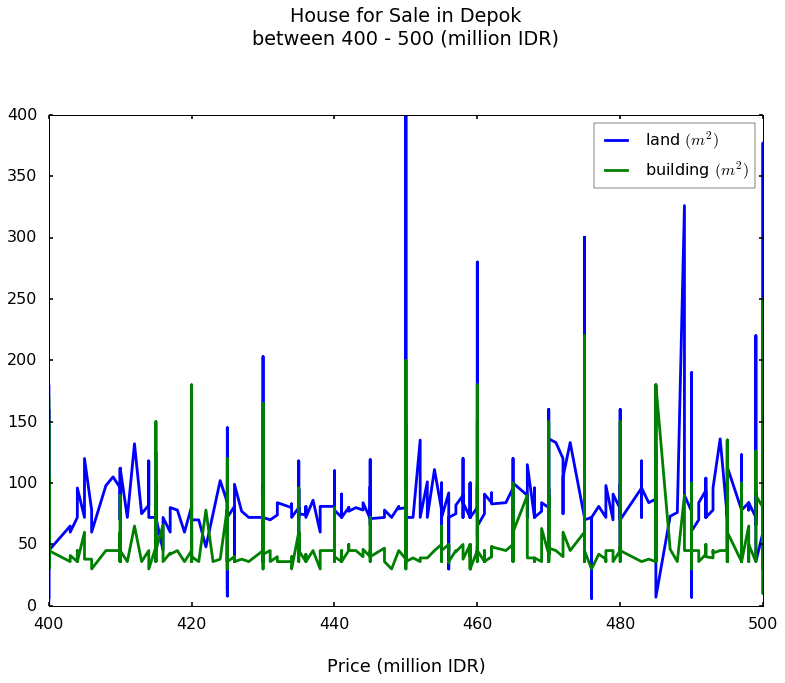 House for Sale in Depok
between 400 - 500 (million IDR)
land (m²)
building (m²)
400
350
300
250
200
150
100
50
0
400 420 440 460 480 500
Price (million IDR)